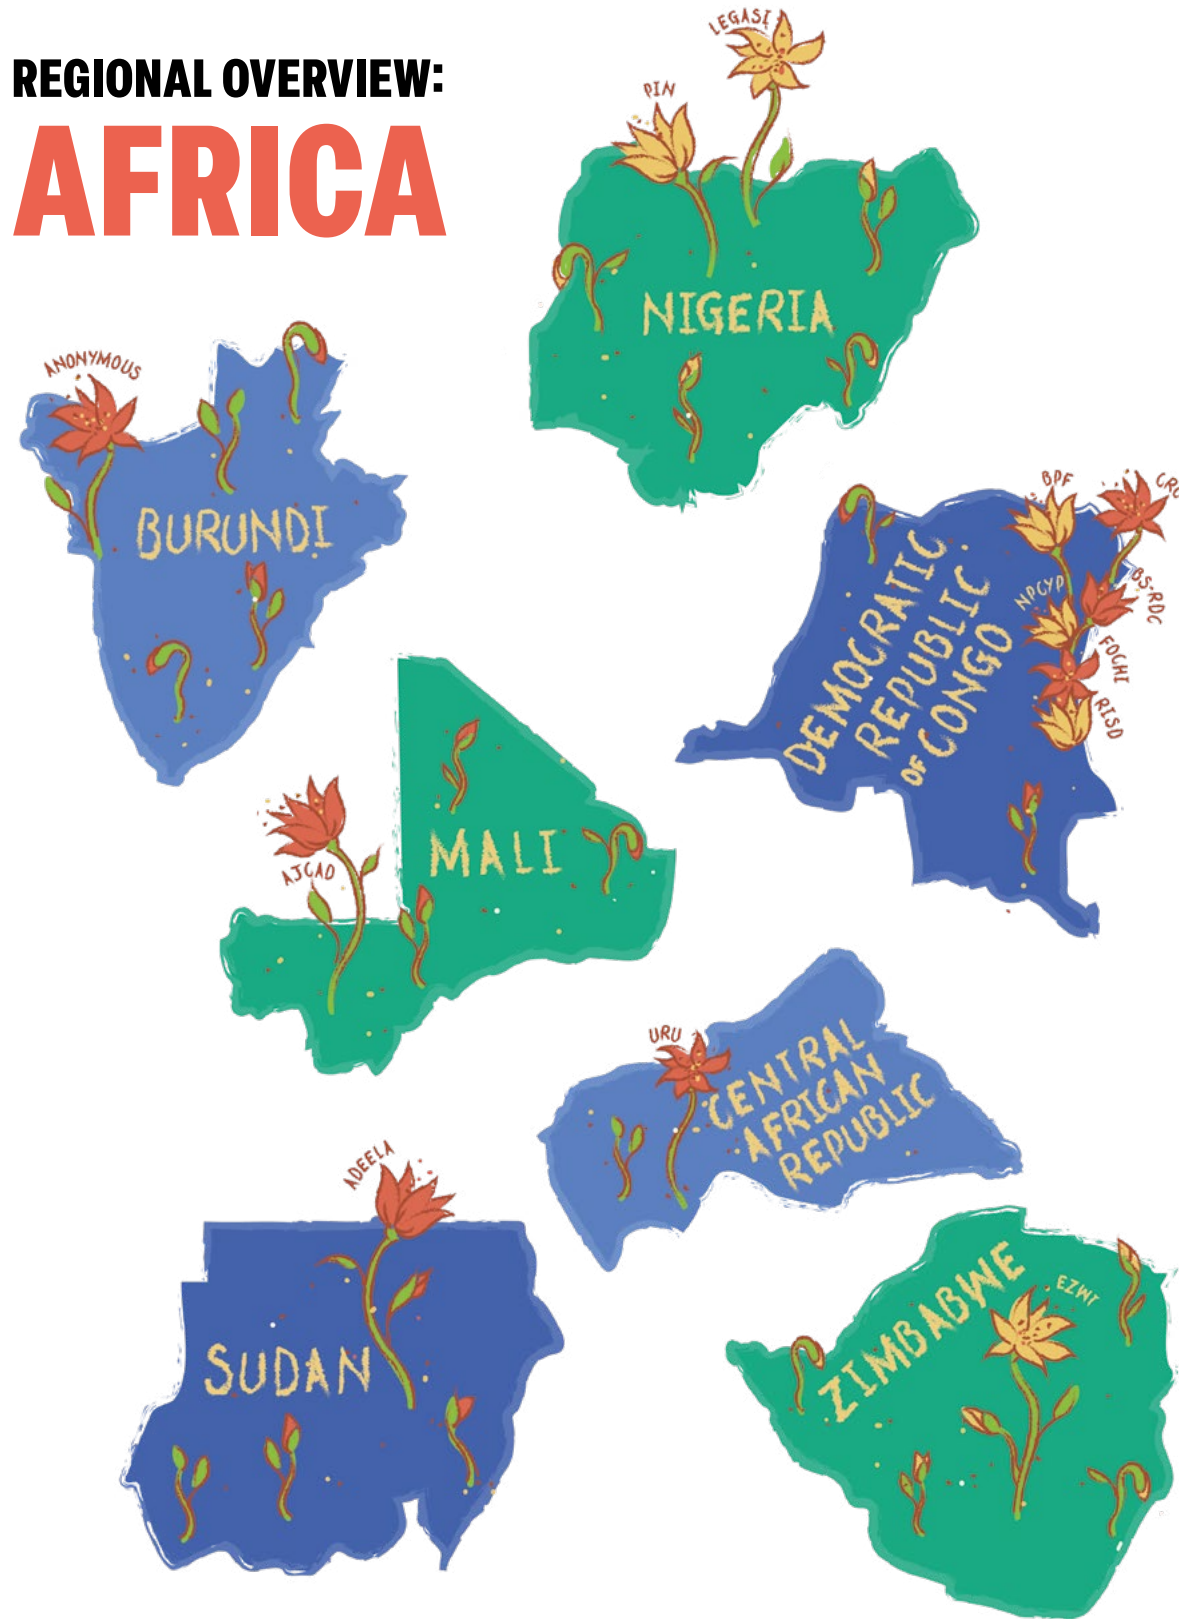 REGIONAL OVERVIEW:
AFRICA
LEGASI
PIN
NIGERIA
ANONYMOUS
BURUNDI
BPF
NPCYP
BS-RDC
FOCHI
RISD
DEMOCRATIC
REPUBLIC
OF CONGO
MALI
AJCAD
URU
CENTRAL
AFRICAN
REPUBLIC
ADEELA
SUDAN
ZIMBABWE
EZWI